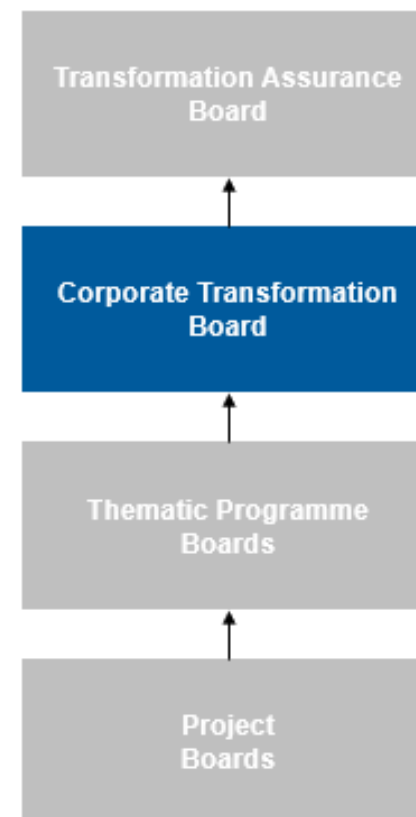 Transformation Assurance
Board
Corporate Transformation
Board
Thematic Programme
Boards
Project
Boards